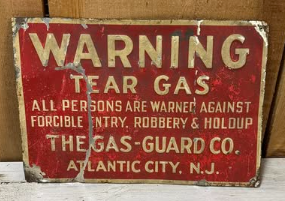 WARNING
TEAR GAS
ALL PERSONS ARE WARNED AGAINST
FORCIBLE ENTRY, ROBBERY & HOLDUP
THE GAS-GUARD CO.
ATLANTIC CITY, N.J.